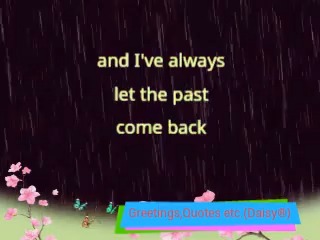 and I've always
let the past
come back
Greetings,Quotes etc (Daisy®)